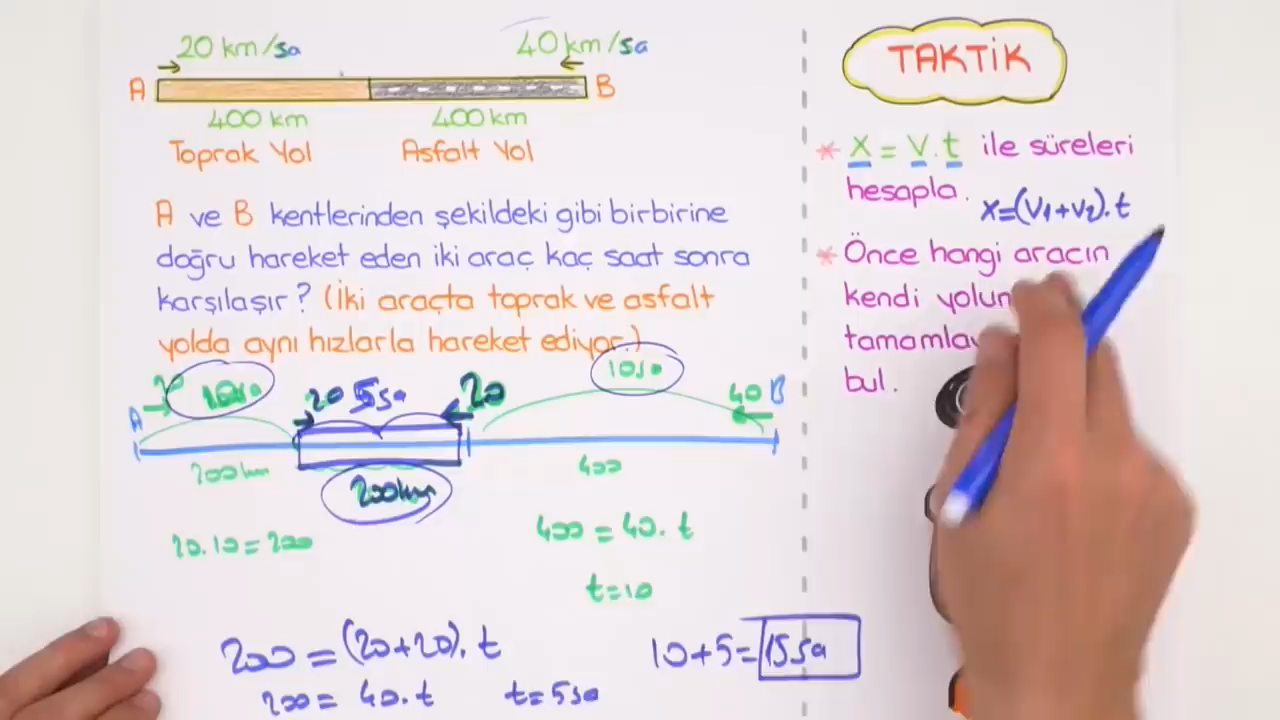 20 km/sa
40 km/sa
A
B
400 km
400 km
Toprak Yol
Asfalt Yol
A ve B kentlerinden şekildeki gibi birbirine
doğru hareket eden iki araç kaç saat sonra
karşılaşır? (İki araçta toprak ve asfalt
yolda aynı hızlarla hareket ediyor.)
20
10sa
20
5sa
20
10sa
40
B
A
200km
200km
400
20.10=200
400=40.t
t=10
200=(20+20).t
200=40.t
t=5sa
10+5=15sa
TAKTİK
* x=v.t ile süreleri
hesapla.
x=(v1+v2).t
* Önce hangi aracın
kendi
bul.